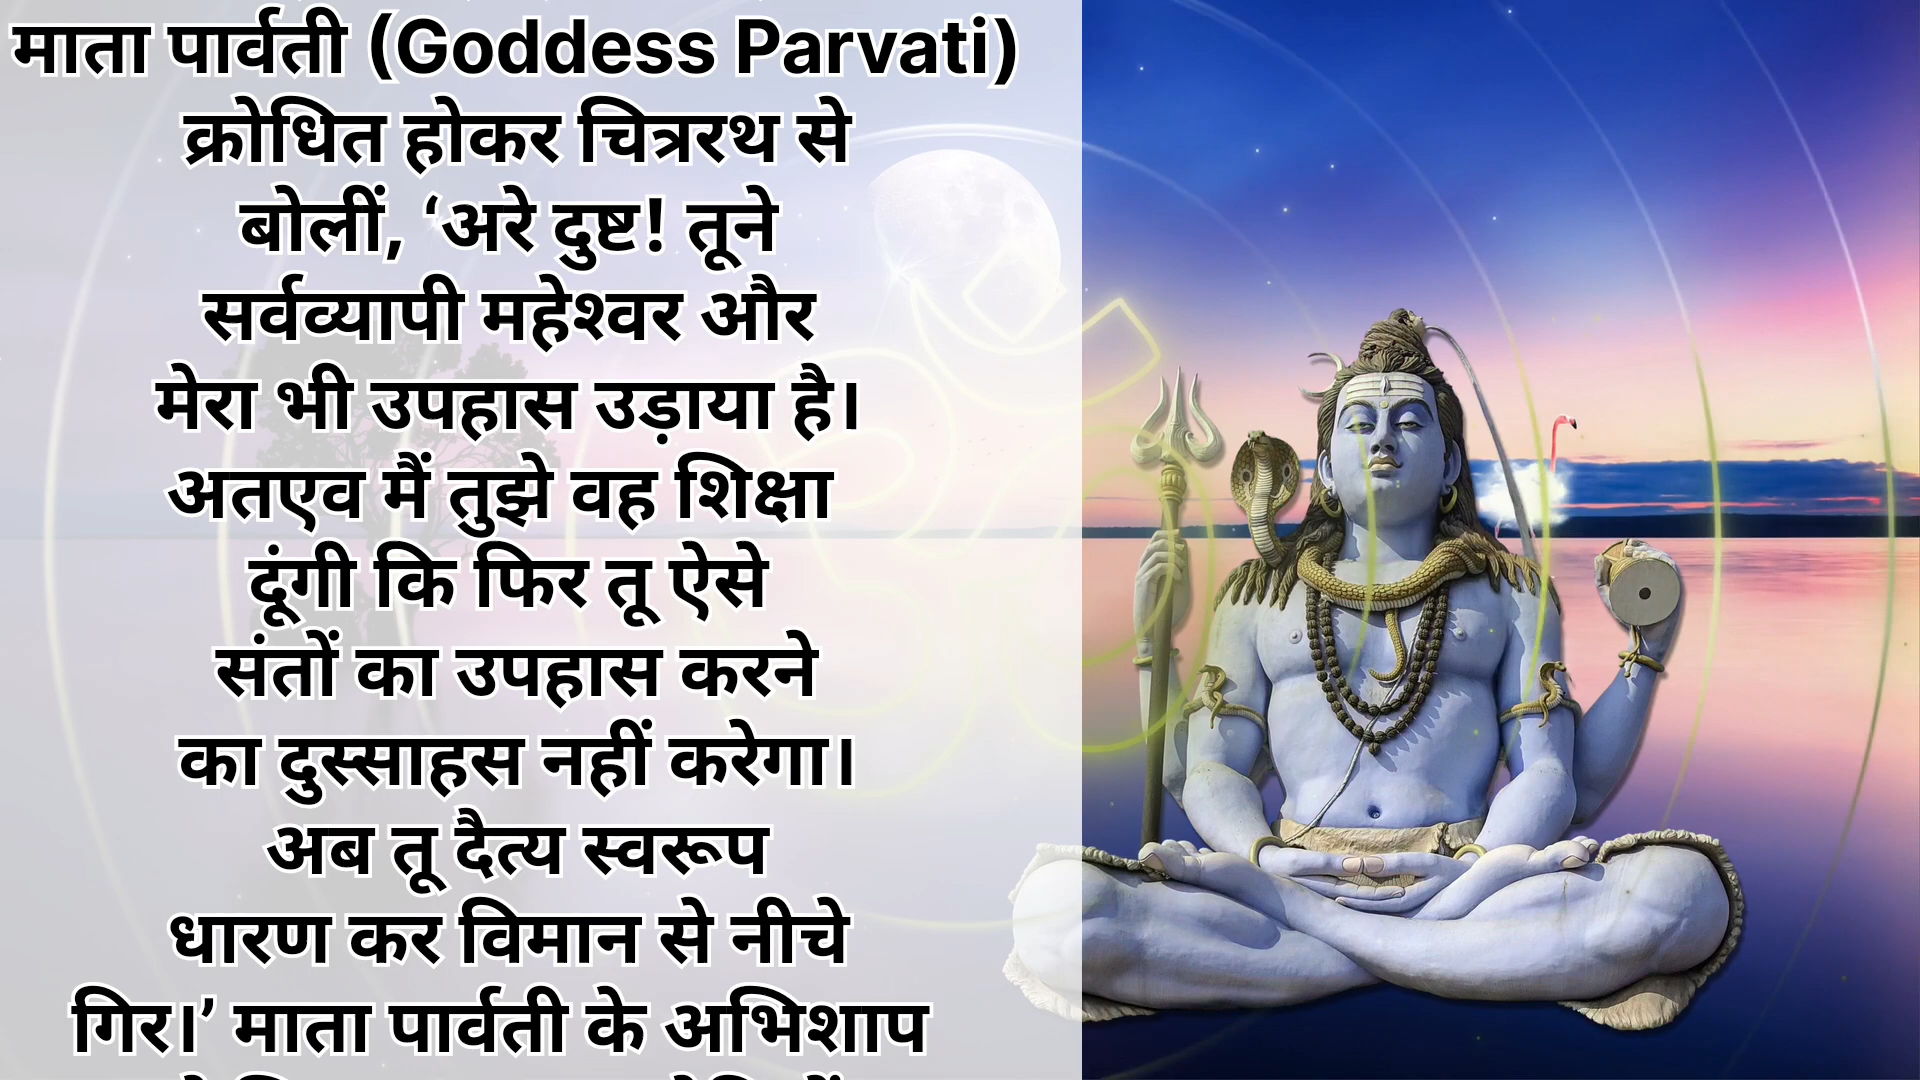 माता पार्वती (Goddess Parvati)
क्रोधित होकर चित्ररथ से
बोलीं, ‘अरे दुष्ट! तूने
सर्वव्यापी महेश्‍वर और
मेरा भी उपहास उड़ाया है।
अतएव मैं तुझे वह शिक्षा
दूंगी कि फिर तू ऐसे
संतों का उपहास करने
का दुस्साहस नहीं करेगा।
अब तू दैत्य स्वरूप
धारण कर विमान से नीचे
गिर।’ माता पार्वती के अभिशाप